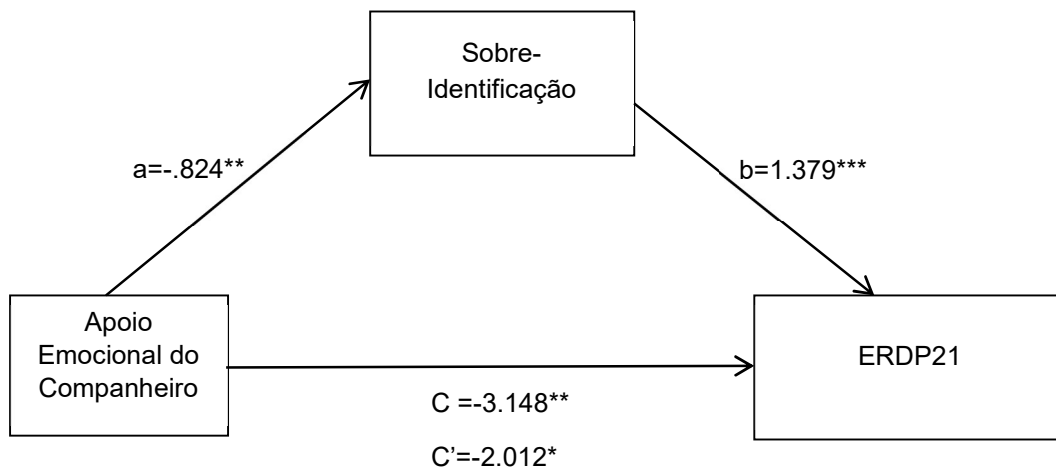 Sobre-
Identificação
a=-.824**
b=1.379***
Apoio
Emocional do
Companheiro
ERDP21
C =-3.148**
C’=-2.012*